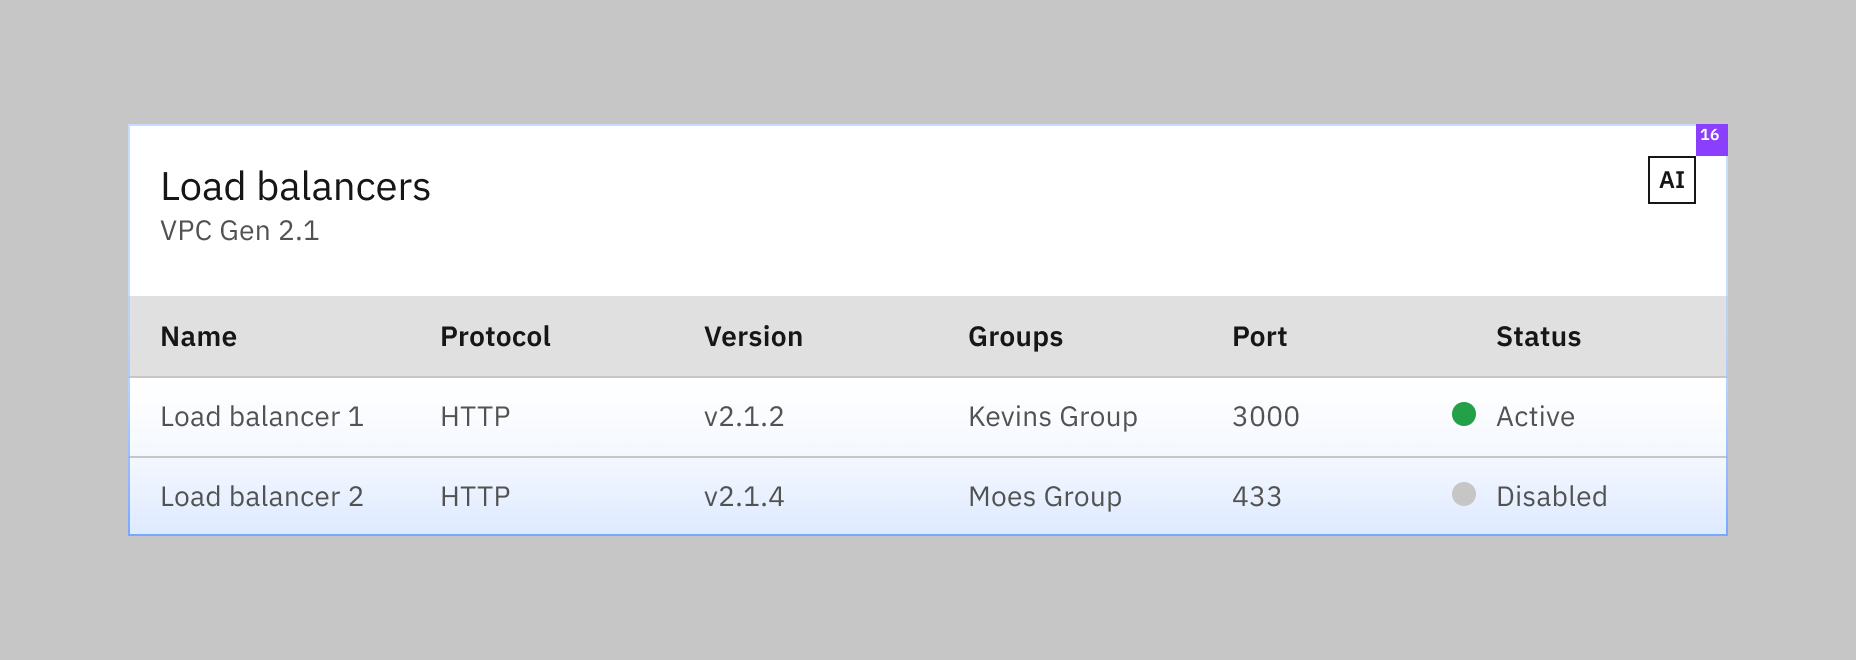 16
Load balancers
AI
VPC Gen 2.1
Name Protocol Version Groups Port Status
Load balancer 1 HTTP v2.1.2 Kevins Group 3000 Active
Load balancer 2 HTTP v2.1.4 Moes Group 433 Disabled